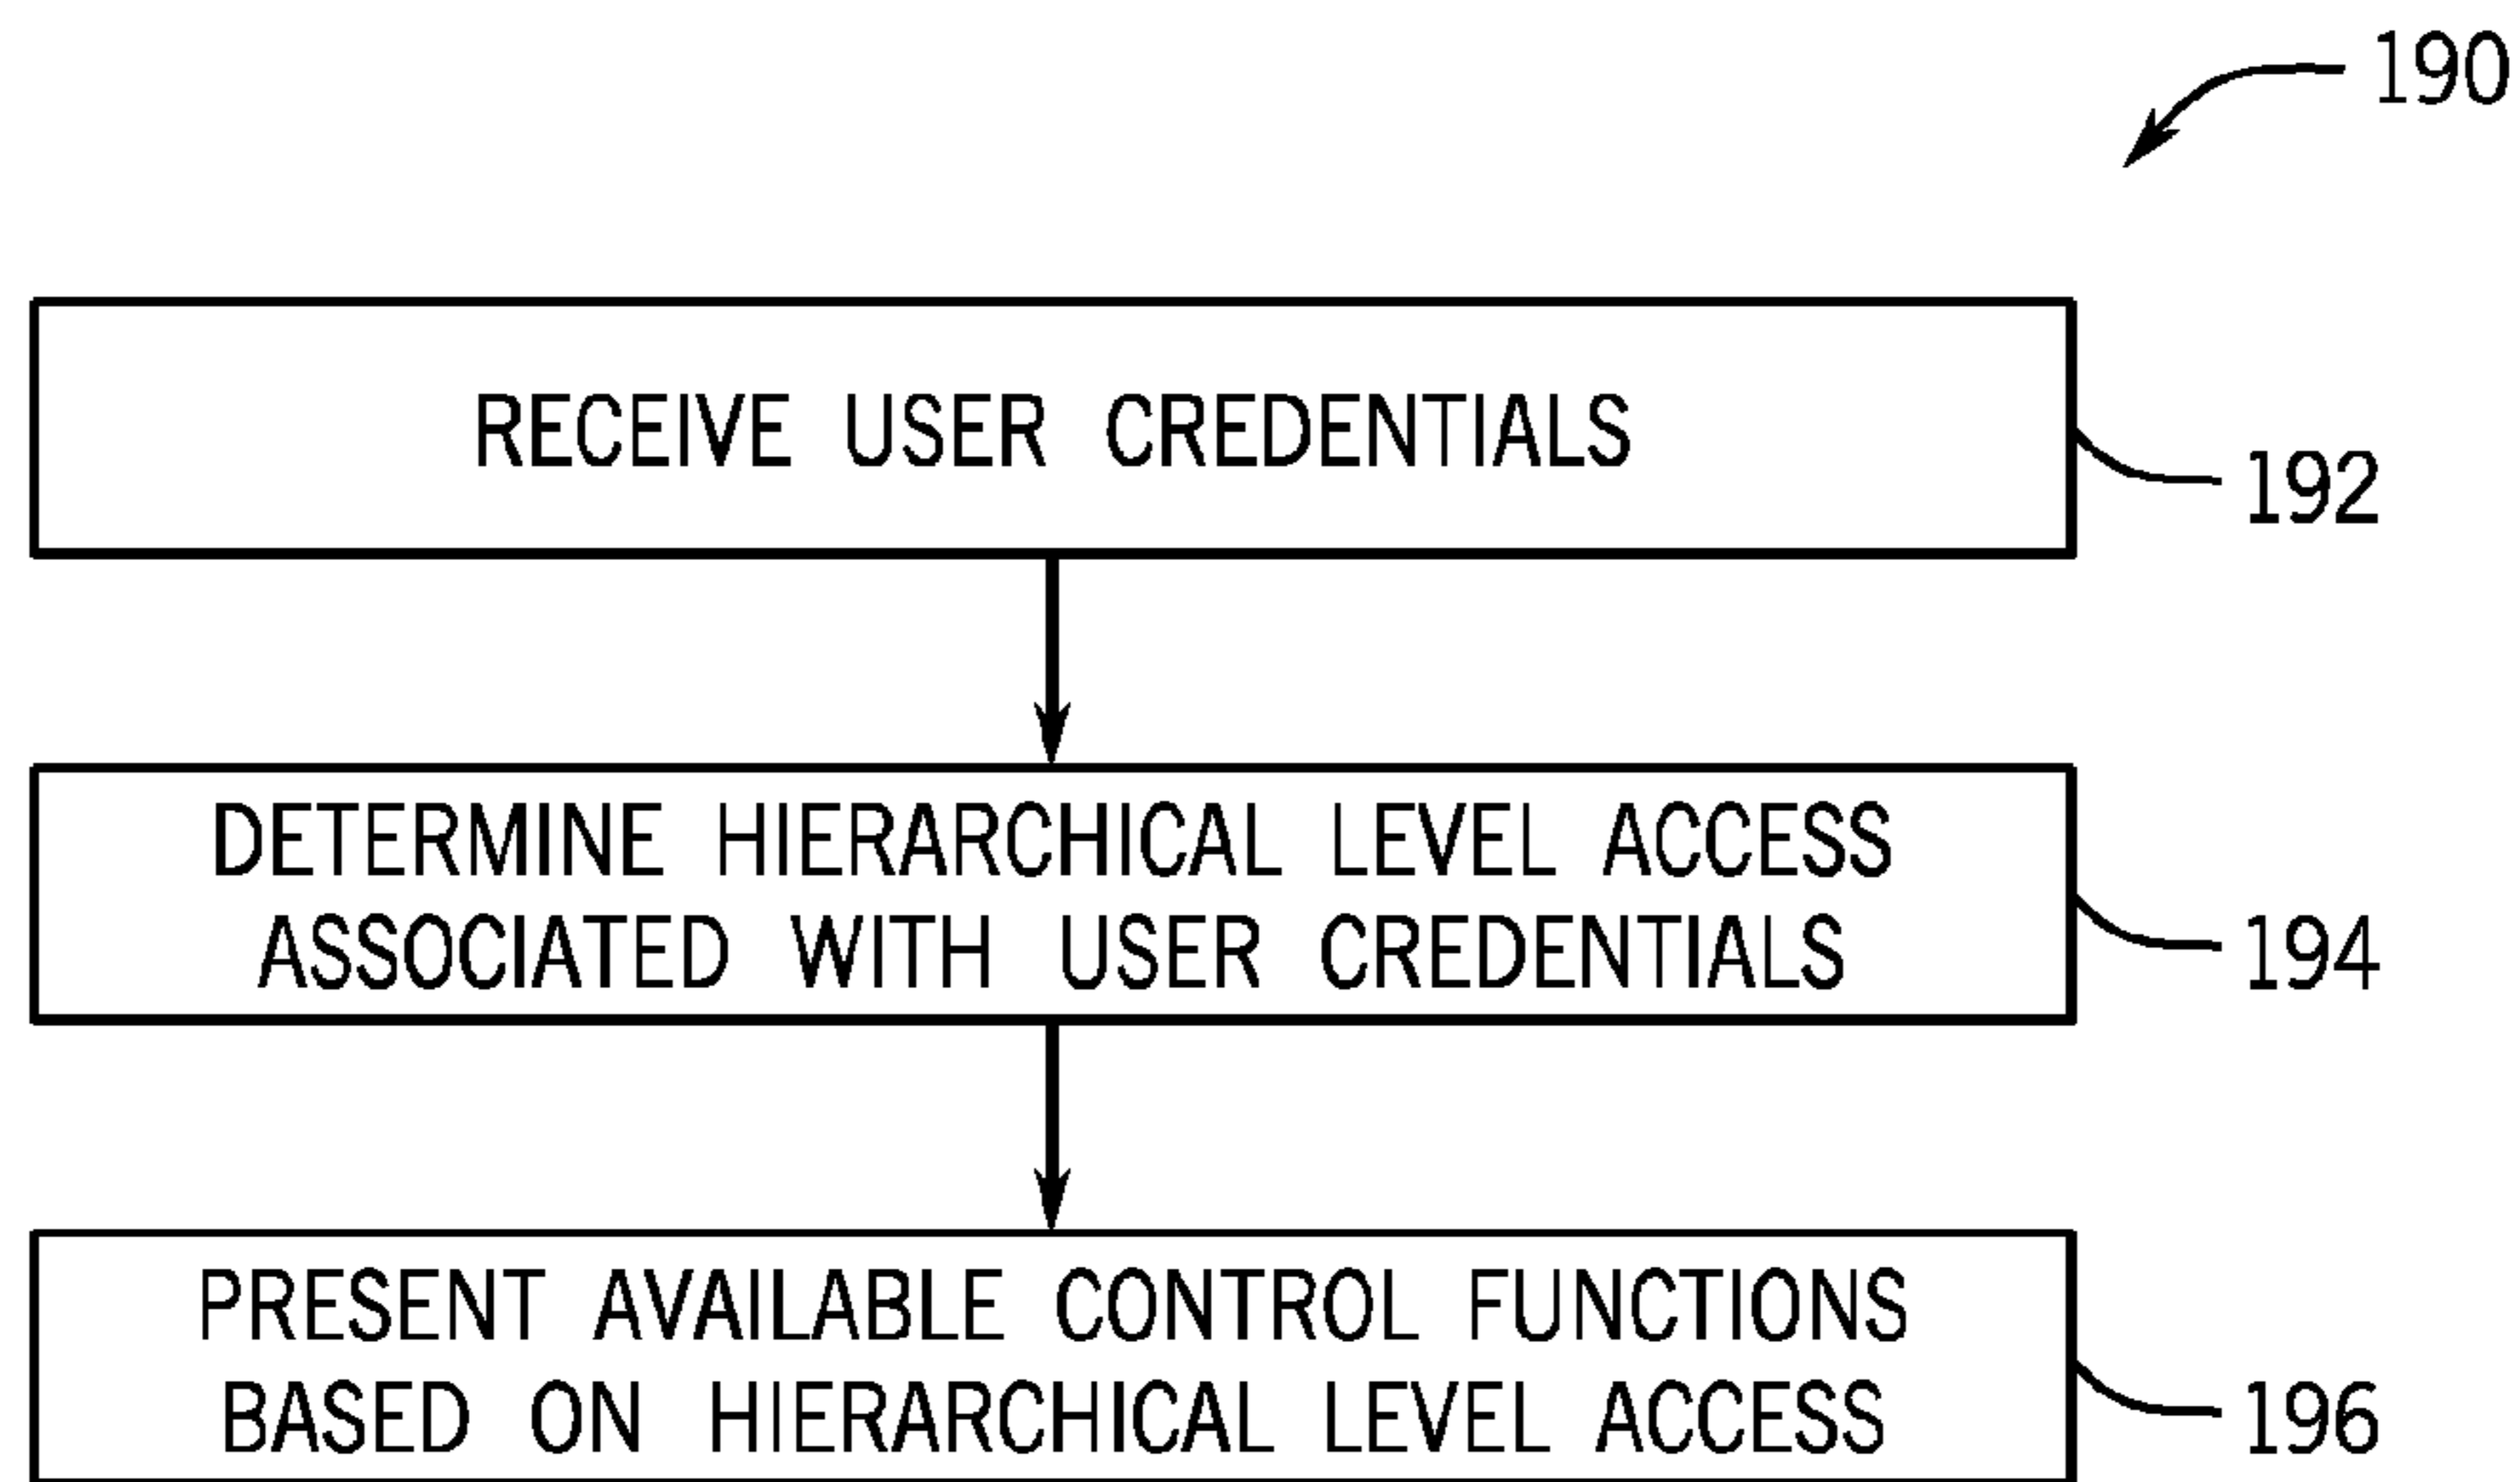 190
RECEIVE USER CREDENTIALS
192
DETERMINE HIERARCHICAL LEVEL ACCESS
ASSOCIATED WITH USER CREDENTIALS
194
PRESENT AVAILABLE CONTROL FUNCTIONS
BASED ON HIERARCHICAL LEVEL ACCESS
196